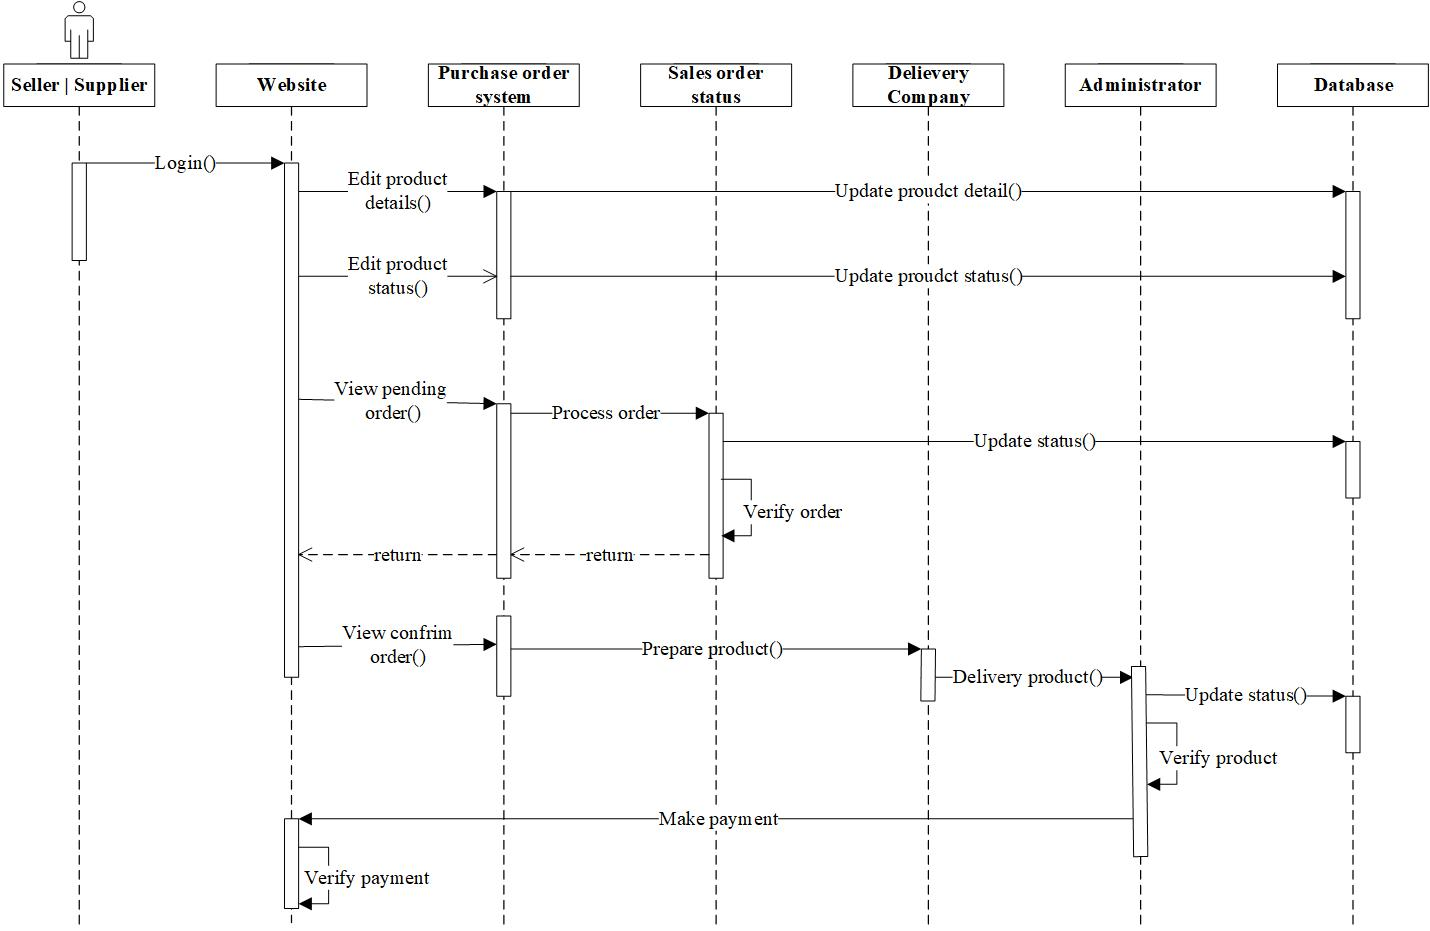 Seller | Supplier
Website
Purchase order
system
Sales order
status
Delievery
Company
Administrator
Database
Login()
Edit product
details()
Update proudct detail()
Edit product
status()
Update proudct status()
View pending
order()
Process order
Update status()
Verify order
return
return
View confrim
order()
Prepare product()
Delivery product()
Update status()
Verify product
Make payment
Verify payment